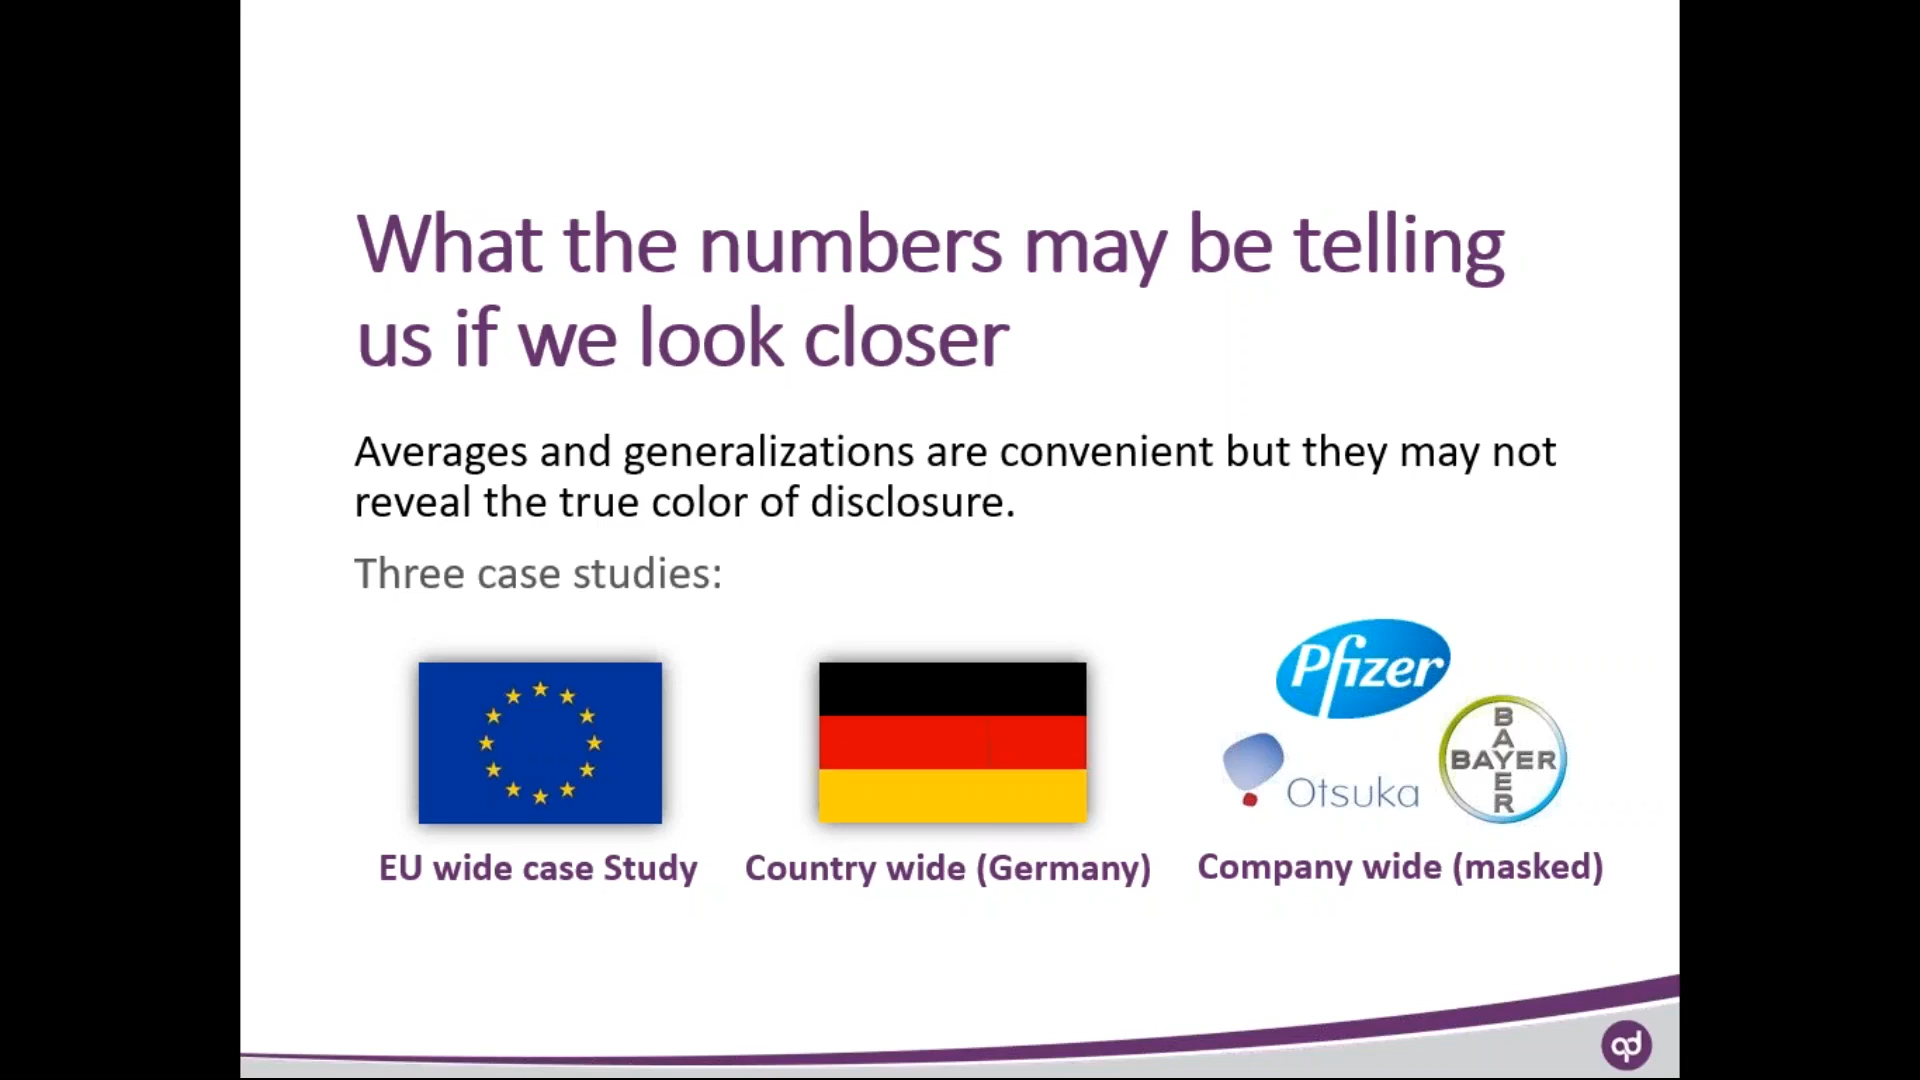 What the numbers may be telling
us if we look closer
Averages and generalizations are convenient but they may not
reveal the true color of disclosure.
Three case studies:
Pfizer
Otsuka
BAYER
BAYER
EU wide case Study
Country wide (Germany)
Company wide (masked)
qd